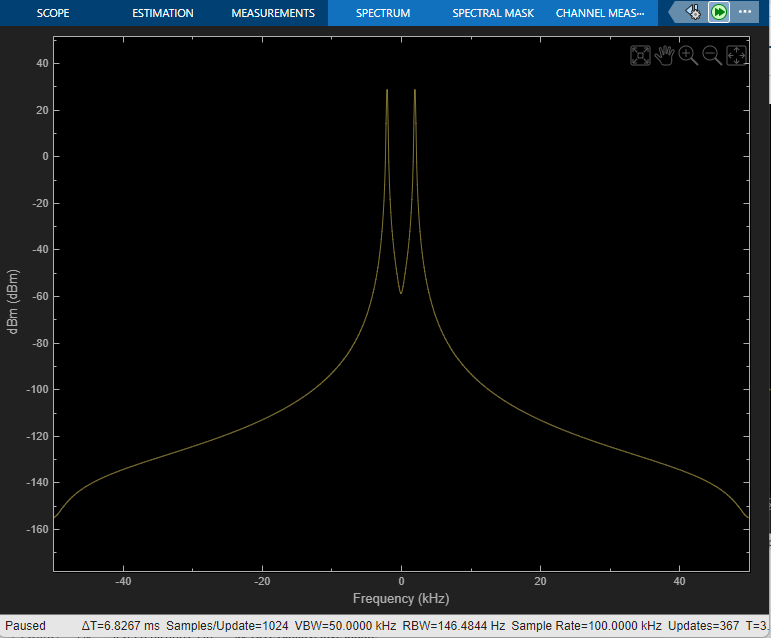 SCOPE ESTIMATION MEASUREMENTS SPECTRUM SPECTRAL MASK CHANNEL MEAS···
40
20
0
-20
-40
-60
-80
-100
-120
-140
-160
dBm (dBm)
-40 -20 0 20 40
Frequency (kHz)
Paused ΔT=6.8267 ms Samples/Update=1024 VBW=50.0000 kHz RBW=146.4844 Hz Sample Rate=100.0000 kHz Updates=367 T=3.